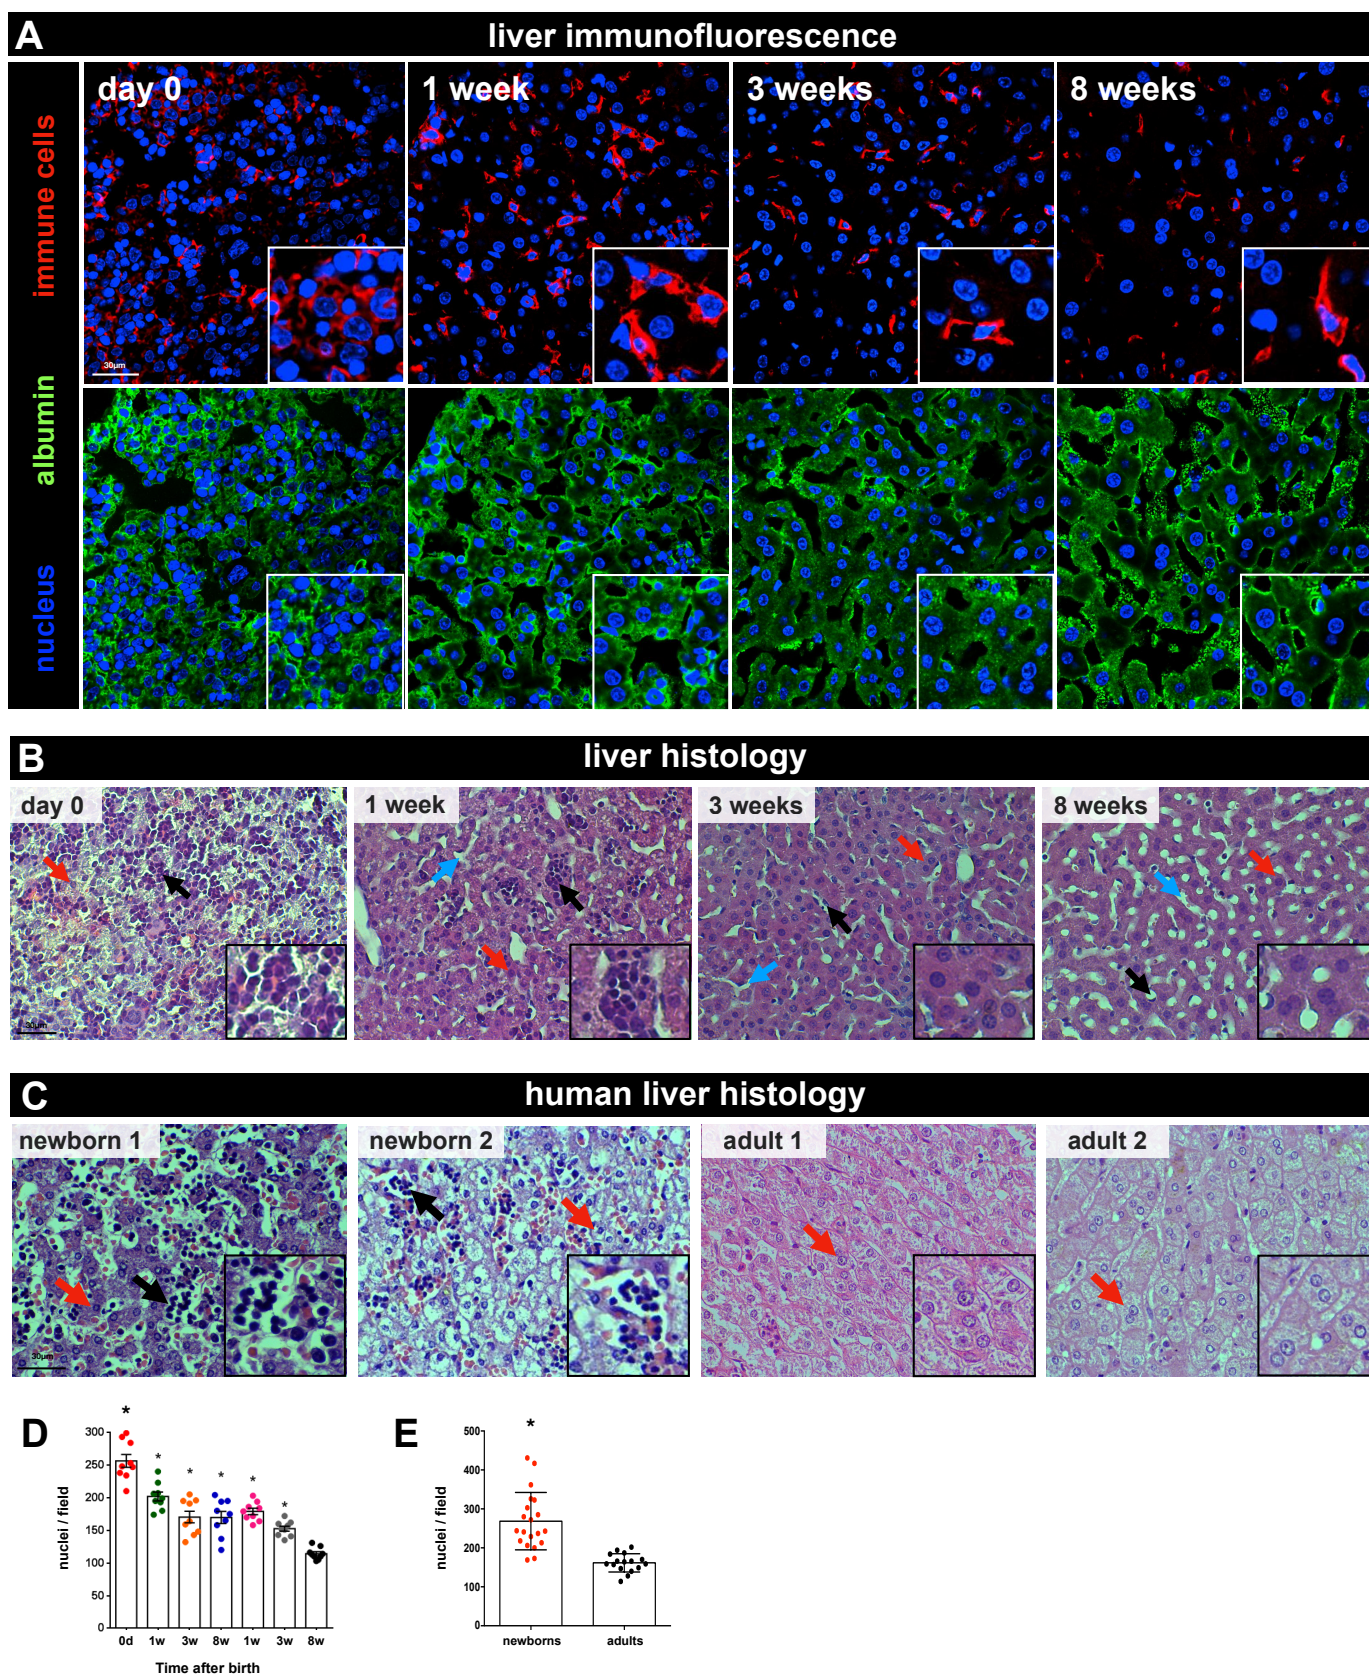 A
liver immunofluorescence
immune cells
albumin
nucleus
day 0
1 week
3 weeks
8 weeks
30µm
B
liver histology
day 0
1 week
3 weeks
8 weeks
30µm
C
human liver histology
newborn 1
newborn 2
adult 1
adult 2
30µm
D
nuclei / field
300
250
200
150
100
50
0
*
*
*
*
*
*
0d 1w 3w 8w 1w 3w 8w
Time after birth
E
nuclei / field
500
400
300
200
100
0
*
newborns adults